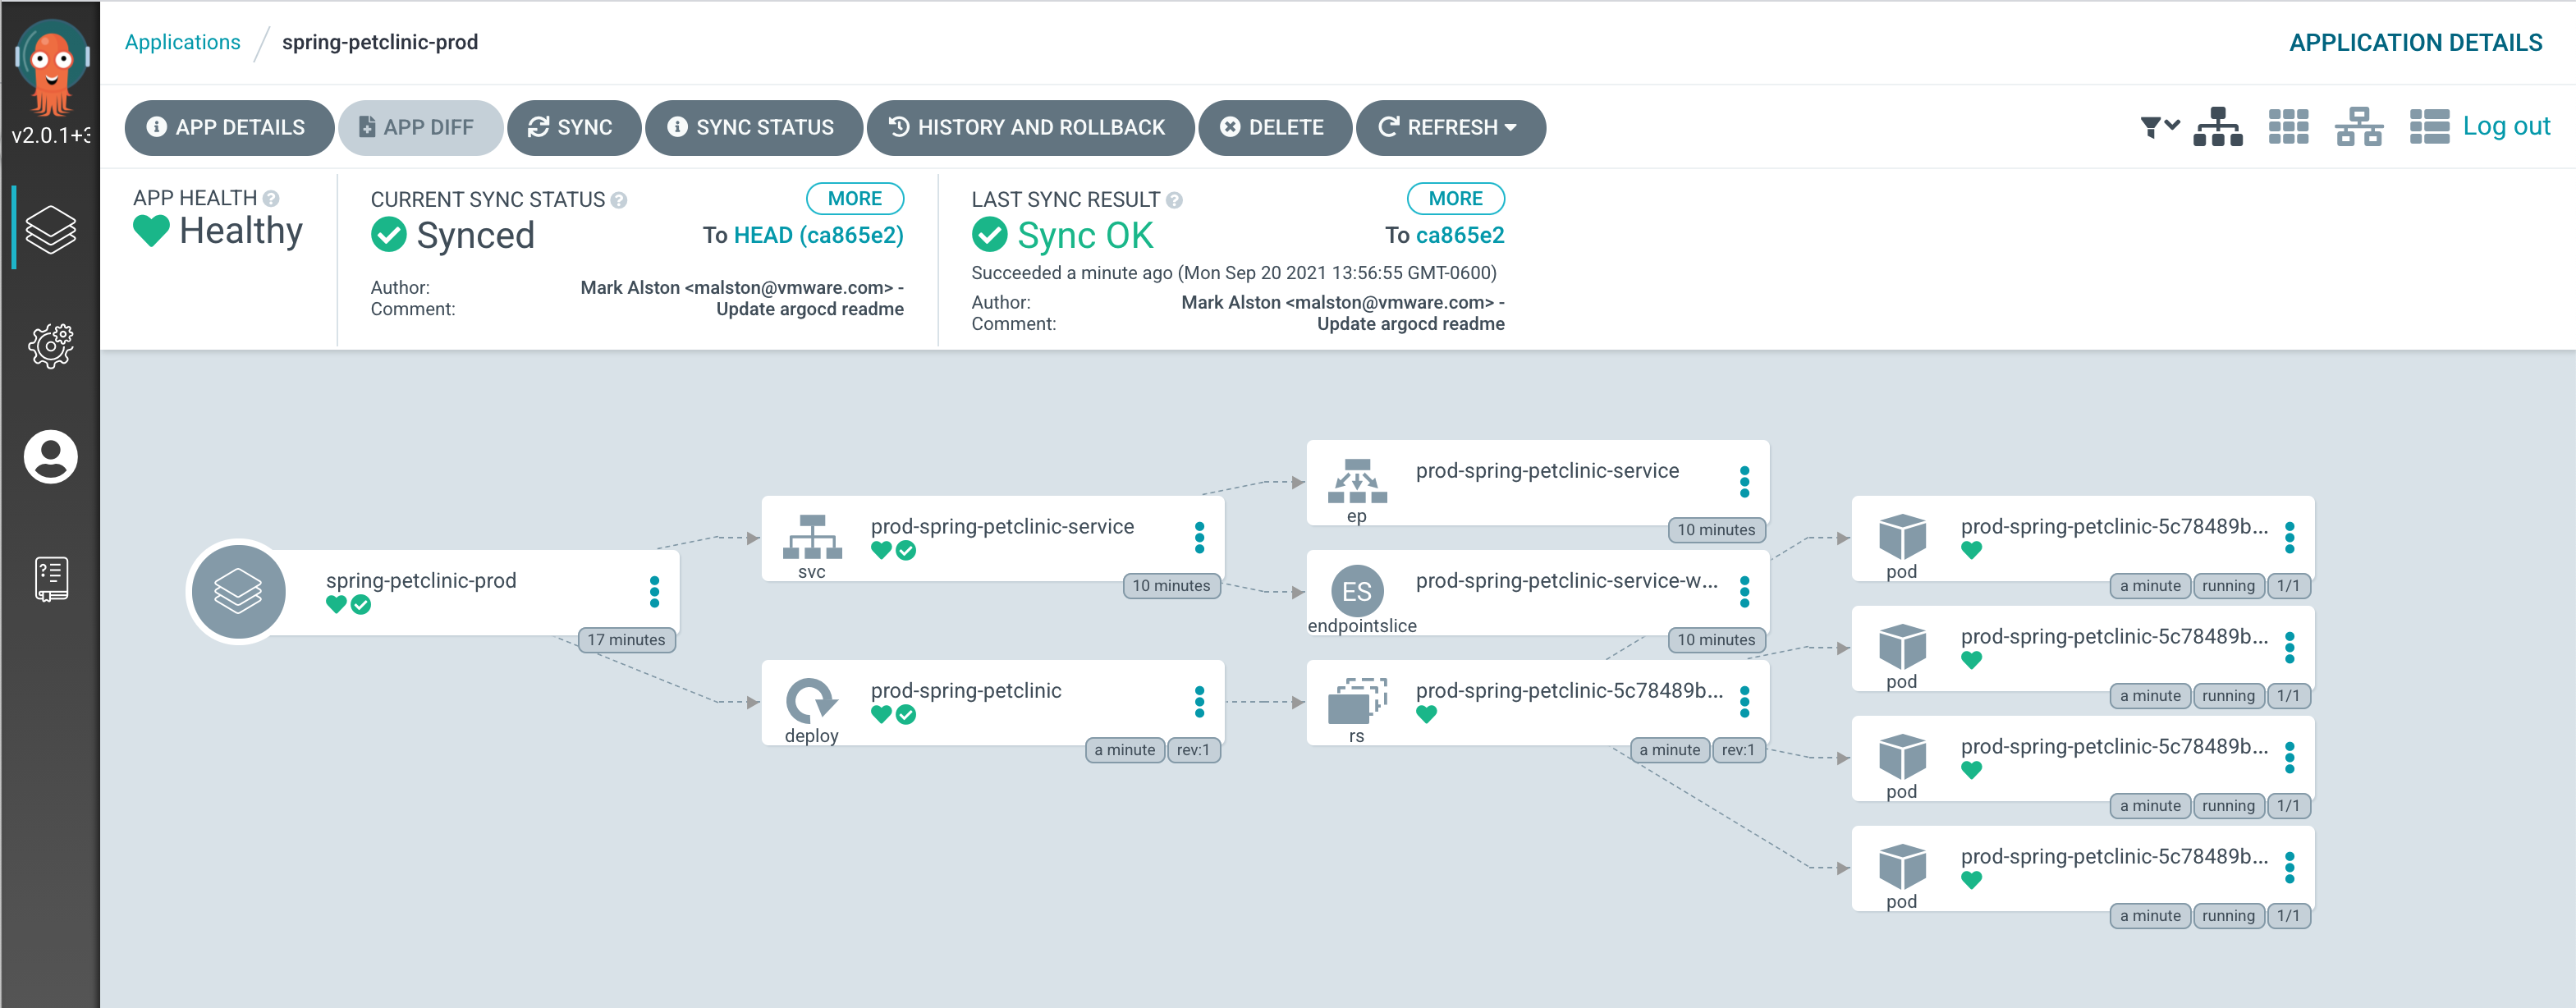 Applications / spring-petclinic-prod
APPLICATION DETAILS
v2.0.1+3
APP DETAILS
APP DIFF
SYNC
SYNC STATUS
HISTORY AND ROLLBACK
DELETE
REFRESH
Log out
APP HEALTH
Healthy
CURRENT SYNC STATUS
MORE
Synced
To HEAD (ca865e2)
Author: Mark Alston <malston@vmware.com> -
Comment: Update argocd readme
LAST SYNC RESULT
MORE
Sync OK
To ca865e2
Succeeded a minute ago (Mon Sep 20 2021 13:56:55 GMT-0600)
Author: Mark Alston <malston@vmware.com> -
Comment: Update argocd readme
spring-petclinic-prod
17 minutes
prod-spring-petclinic-service
svc
10 minutes
prod-spring-petclinic
deploy
a minute rev:1
prod-spring-petclinic-service
ep
10 minutes
ES
prod-spring-petclinic-service-w...
endpointslice
10 minutes
prod-spring-petclinic-5c78489b...
rs
a minute rev:1
prod-spring-petclinic-5c78489b...
pod
a minute running 1/1
prod-spring-petclinic-5c78489b...
pod
a minute running 1/1
prod-spring-petclinic-5c78489b...
pod
a minute running 1/1
prod-spring-petclinic-5c78489b...
pod
a minute running 1/1